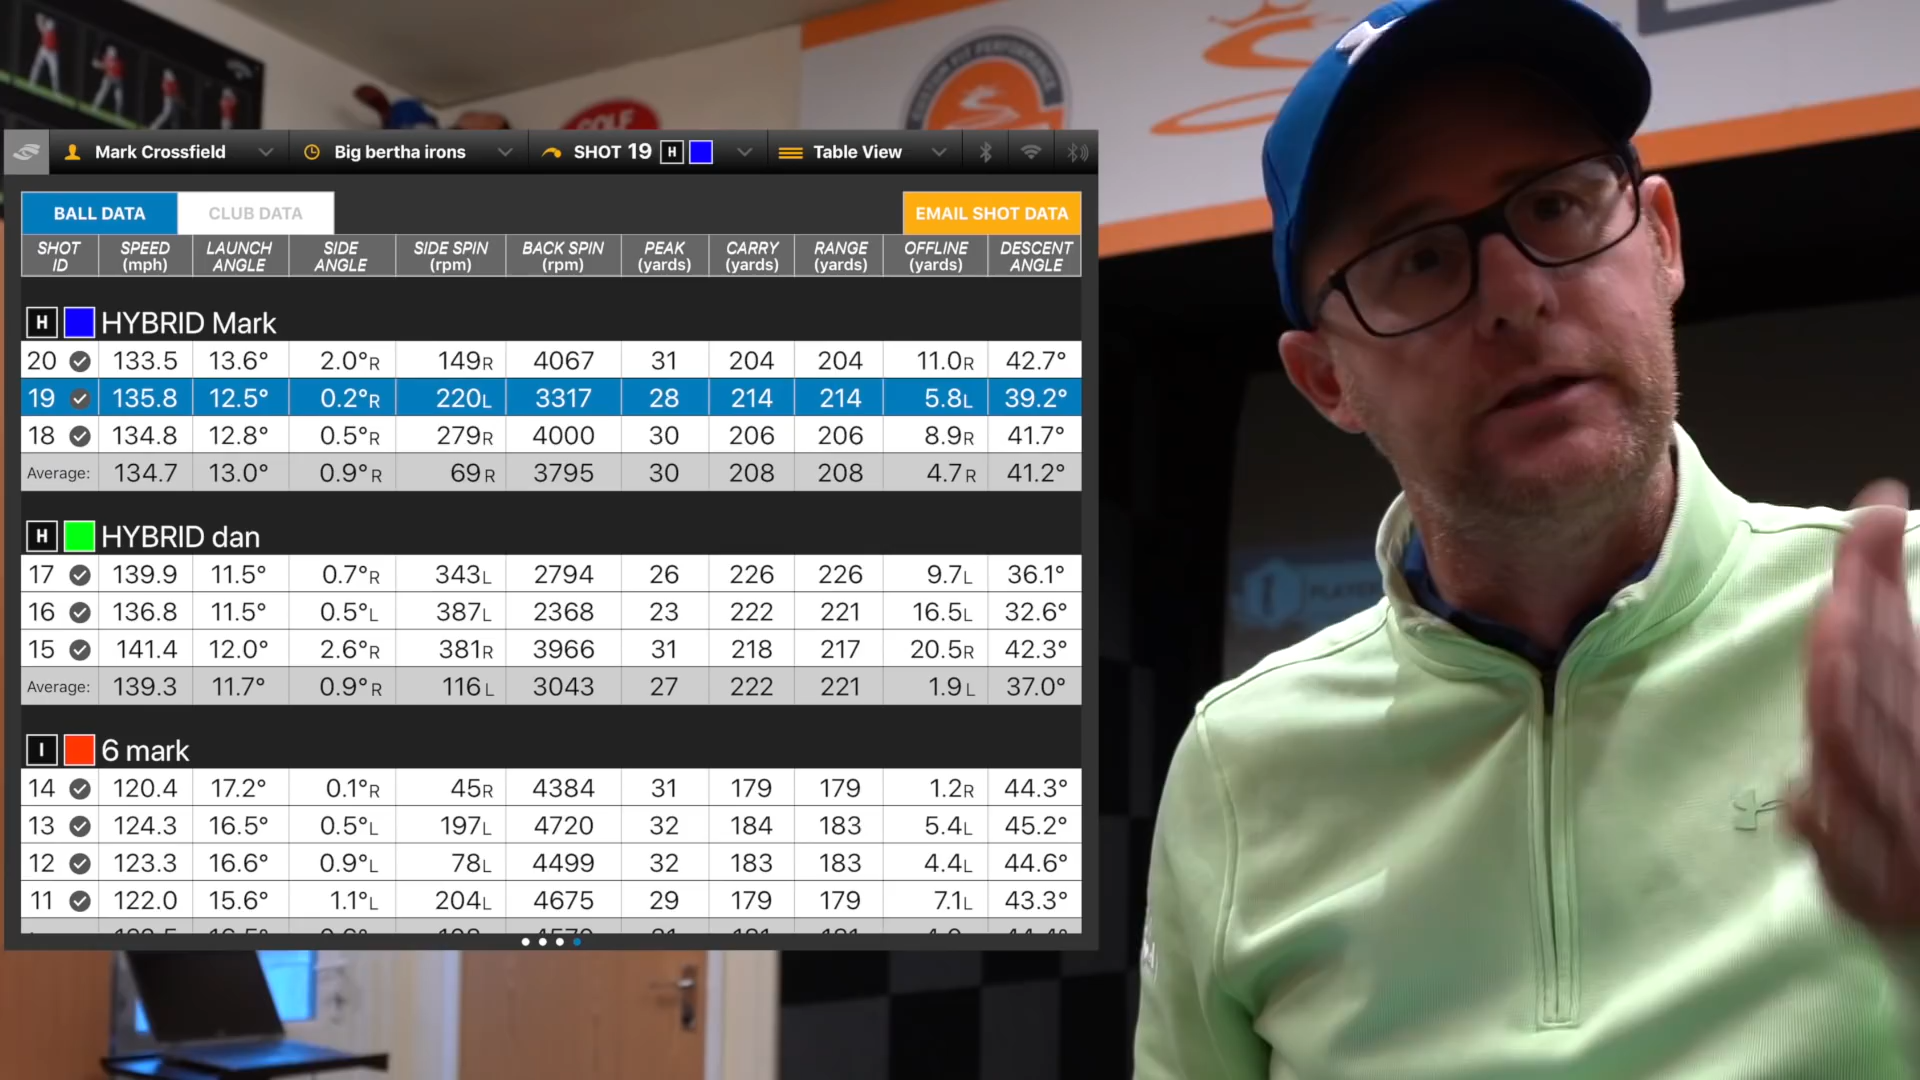 CUSTOM FIT PERFORMANCE
GOLF
Mark Crossfield
Big bertha irons
SHOT 19 H
Table View
BALL DATA
CLUB DATA
EMAIL SHOT DATA
SHOT ID SPEED (mph) LAUNCH ANGLE SIDE ANGLE SIDE SPIN (rpm) BACK SPIN (rpm) PEAK (yards) CARRY (yards) RANGE (yards) OFFLINE (yards) DESCENT ANGLE
H HYBRID Mark
20 133.5 13.6° 2.0°R 149R 4067 31 204 204 11.0R 42.7°
19 135.8 12.5° 0.2°R 220L 3317 28 214 214 5.8L 39.2°
18 134.8 12.8° 0.5°R 279R 4000 30 206 206 8.9R 41.7°
Average: 134.7 13.0° 0.9°R 69R 3795 30 208 208 4.7R 41.2°
H HYBRID dan
17 139.9 11.5° 0.7°R 343L 2794 26 226 226 9.7L 36.1°
16 136.8 11.5° 0.5°L 387L 2368 23 222 221 16.5L 32.6°
15 141.4 12.0° 2.6°R 381R 3966 31 218 217 20.5R 42.3°
Average: 139.3 11.7° 0.9°R 116L 3043 27 222 221 1.9L 37.0°
I 6 mark
14 120.4 17.2° 0.1°R 45R 4384 31 179 179 1.2R 44.3°
13 124.3 16.5° 0.5°L 197L 4720 32 184 183 5.4L 45.2°
12 123.3 16.6° 0.9°L 78L 4499 32 183 183 4.4L 44.6°
11 122.0 15.6° 1.1°L 204L 4675 29 179 179 7.1L 43.3°